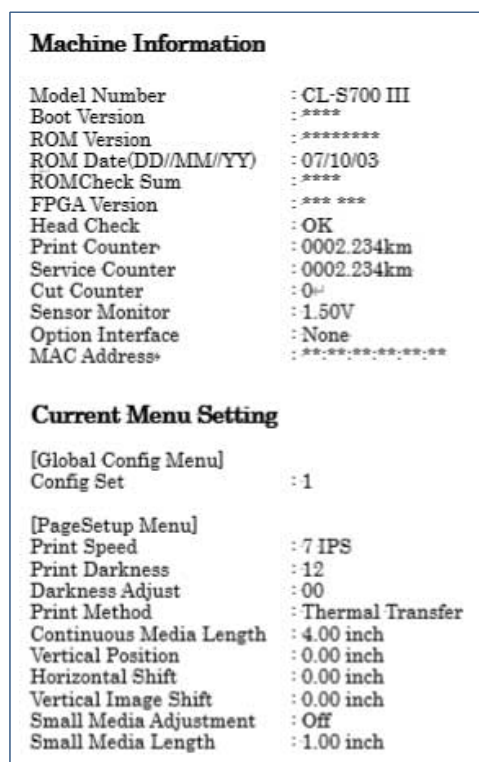 Machine Information
Model Number : CL-S700 III
Boot Version : ****
ROM Version : ********
ROM Date(DD//MM//YY) : 07/10/03
ROMCheck Sum : ****
FPGA Version : *** ***
Head Check : OK
Print Counter : 0002.234km
Service Counter : 0002.234km
Cut Counter : 0↵
Sensor Monitor : 1.50V
Option Interface : None
MAC Address : **:**:**:**:**:**
Current Menu Setting
[Global Config Menu]
Config Set : 1
[PageSetup Menu]
Print Speed : 7 IPS
Print Darkness : 12
Darkness Adjust : 00
Print Method : Thermal Transfer
Continuous Media Length : 4.00 inch
Vertical Position : 0.00 inch
Horizontal Shift : 0.00 inch
Vertical Image Shift : 0.00 inch
Small Media Adjustment : Off
Small Media Length : 1.00 inch